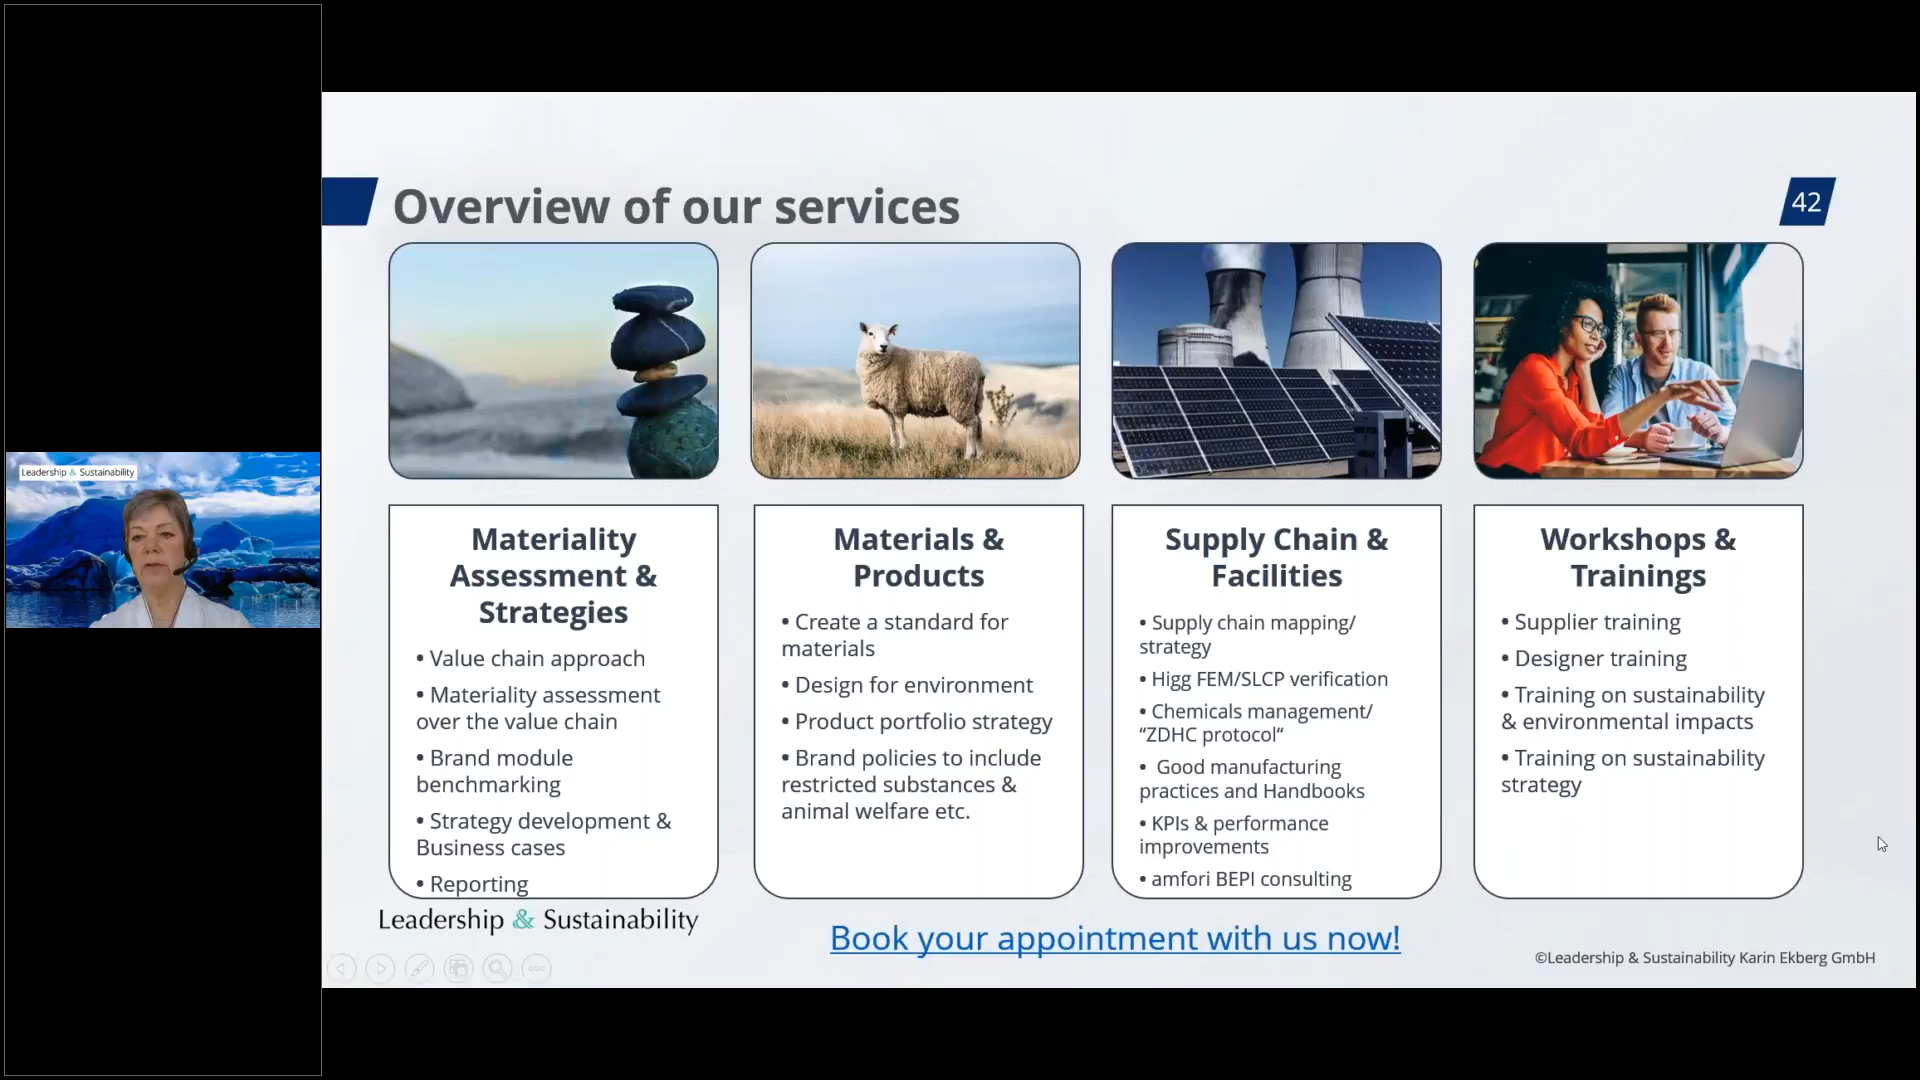 Overview of our services
42
Leadership & Sustainability
Materiality
Assessment &
Strategies
• Value chain approach
• Materiality assessment
over the value chain
• Brand module
benchmarking
• Strategy development &
Business cases
• Reporting
Materials &
Products
• Create a standard for
materials
• Design for environment
• Product portfolio strategy
• Brand policies to include
restricted substances &
animal welfare etc.
Supply Chain &
Facilities
• Supply chain mapping/
strategy
• Higg FEM/SLCP verification
• Chemicals management/
“ZDHC protocol“
• Good manufacturing
practices and Handbooks
• KPIs & performance
improvements
• amfori BEPI consulting
Workshops &
Trainings
• Supplier training
• Designer training
• Training on sustainability
& environmental impacts
• Training on sustainability
strategy
Leadership & Sustainability
Book your appointment with us now!
©Leadership & Sustainability Karin Ekberg GmbH